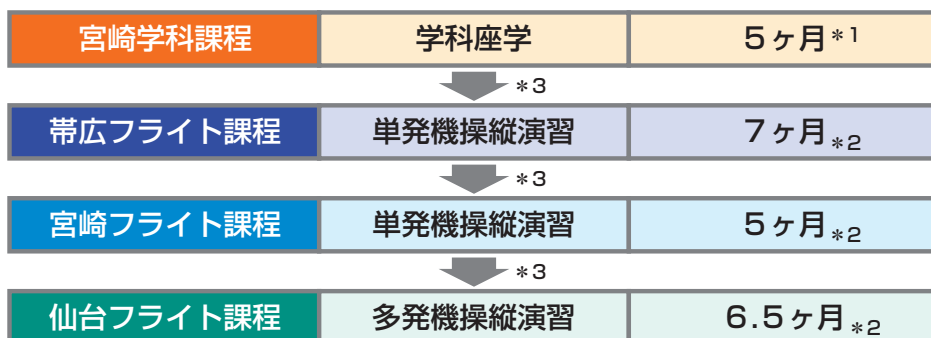 宮崎学科課程 学科座学 5ヶ月*1
*3
帯広フライト課程 単発機操縦演習 7ヶ月*2
*3
宮崎フライト課程 単発機操縦演習 5ヶ月*2
*3
仙台フライト課程 多発機操縦演習 6.5ヶ月*2